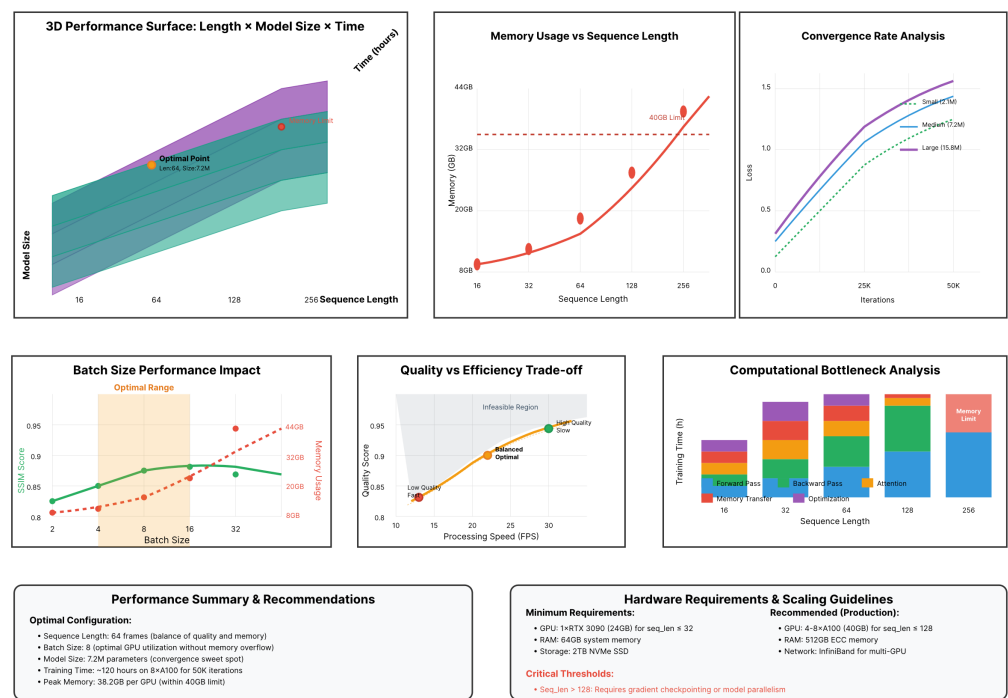 3D Performance Surface: Length × Model Size × Time
Time (hours)
Optimal Point
Len:64, Size:7.2M
Limit
Model Size
16
64
128
256
Sequence Length
Memory Usage vs Sequence Length
44GB
32GB
20GB
8GB
40GB Limit
Memory (GB)
16
32
64
128
256
Sequence Length
Convergence Rate Analysis
1.5
1.0
0.5
0.0
Loss
Small (2.1M)
Medium (7.2M)
Large (15.8M)
0
25K
50K
Iterations
Batch Size Performance Impact
Optimal Range
0.95
0.9
0.85
0.8
SSIM Score
44GB
32GB
20GB
8GB
Memory Usage
2
4
8
16
32
Batch Size
Quality vs Efficiency Trade-off
Infeasible Region
0.95
0.9
0.85
0.8
Quality Score
High Quality
Slow
Balanced
Optimal
Low Quality
Fast
10
15
20
25
30
Processing Speed (FPS)
Computational Bottleneck Analysis
Training Time (h)
Memory
Limit
Forward Pass
Backward Pass
Attention
Memory Transfer
Optimization
16
32
64
128
256
Sequence Length
Performance Summary & Recommendations
Optimal Configuration:
• Sequence Length: 64 frames (balance of quality and memory)
• Batch Size: 8 (optimal GPU utilization without memory overflow)
• Model Size: 7.2M parameters (convergence sweet spot)
• Training Time: ~120 hours on 8×A100 for 50K iterations
• Peak Memory: 38.2GB per GPU (within 40GB limit)
Hardware Requirements & Scaling Guidelines
Minimum Requirements:
• GPU: 1×RTX 3090 (24GB) for seq_len ≤ 32
• RAM: 64GB system memory
• Storage: 2TB NVMe SSD
Recommended (Production):
• GPU: 4-8×A100 (40GB) for seq_len ≤ 128
• RAM: 512GB ECC memory
• Network: InfiniBand for multi-GPU
Critical Thresholds:
• Seq_len > 128: Requires gradient checkpointing or model parallelism